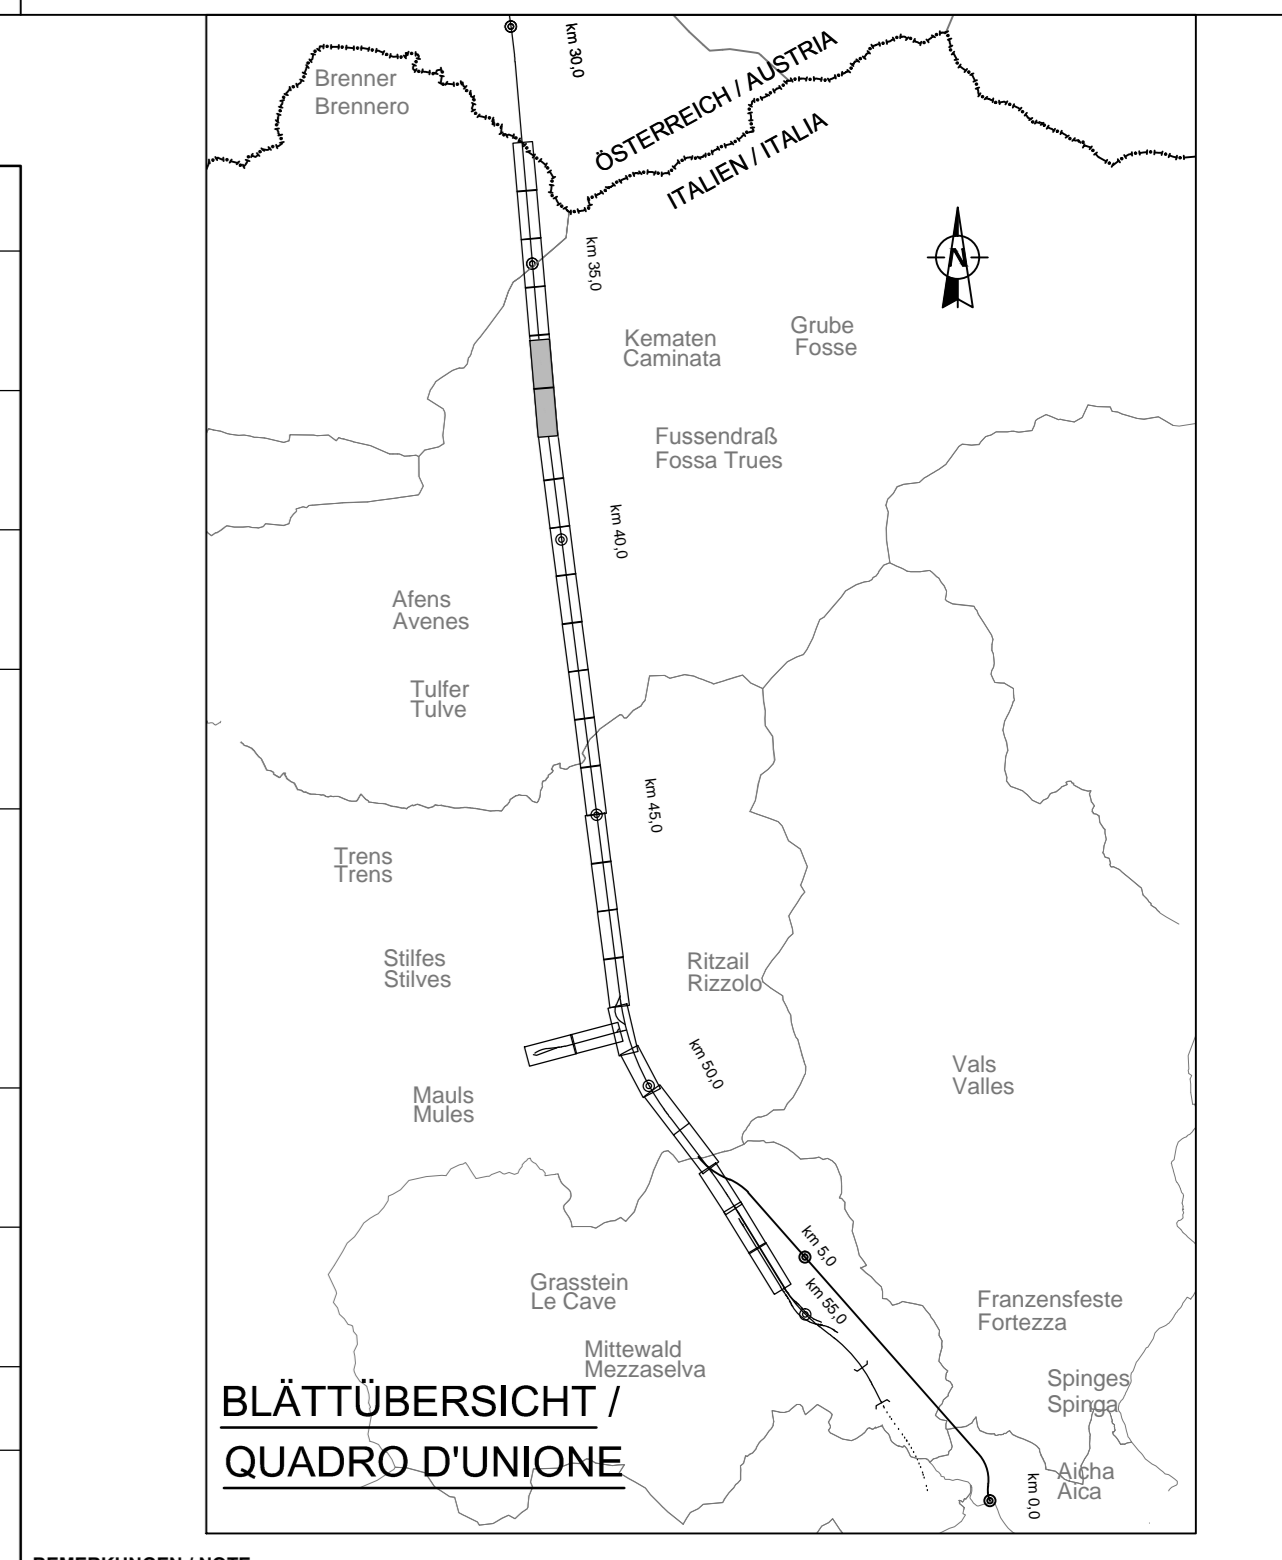 km 30,0
Brenner
Brennero
ÖSTERREICH / AUSTRIA
ITALIEN / ITALIA
N
km 35,0
Kematen
Caminata
Grube
Fosse
Fussendraß
Fossa Trues
km 40,0
Afens
Avenes
Tulfer
Tulve
km 45,0
Trens
Trens
Stilfes
Stilves
Ritzail
Rizzolo
km 50,0
Vals
Valles
Mauls
Mules
km 5,0
km 55,0
Grasstein
Le Cave
Franzensfeste
Fortezza
Mittewald
Mezzaselva
Spinges
Spinga
BLÄTTÜBERSICHT /
QUADRO D'UNIONE
Aicha
Aica
km 0,0
BEMERKUNGEN / NOTE